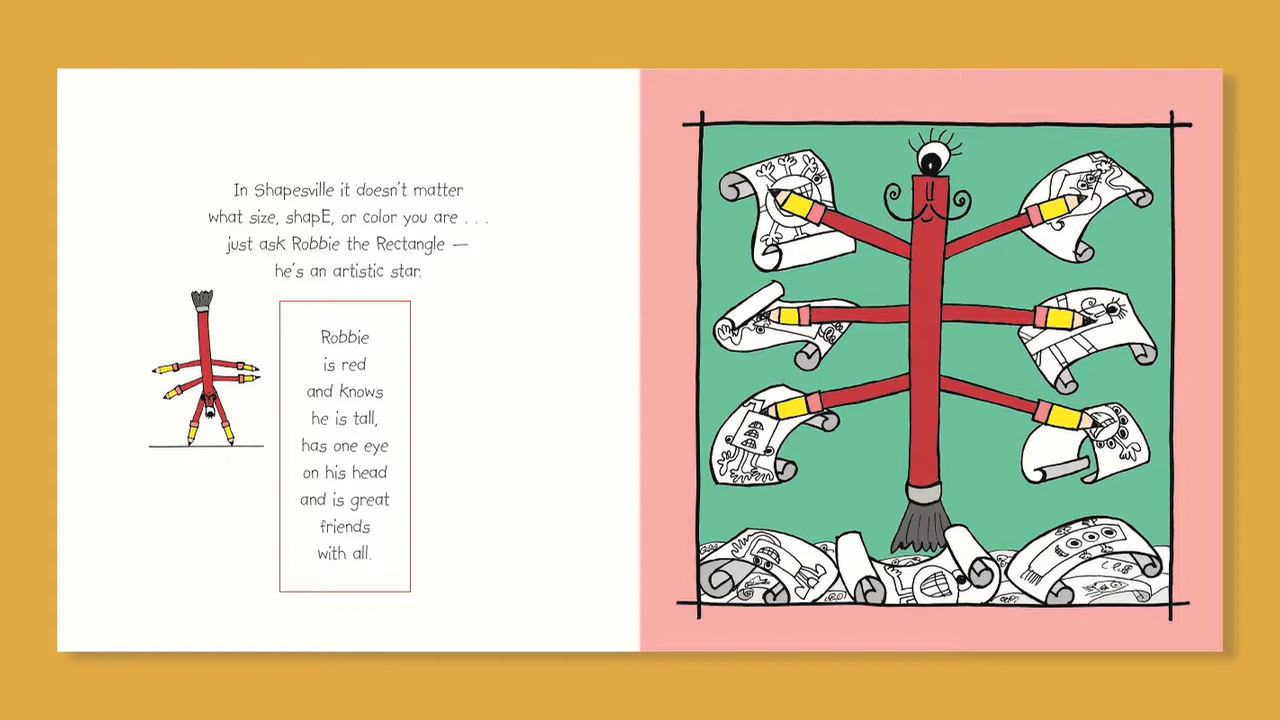 In Shapesville it doesn't matter
what size, shapE, or color you are . . .
just ask Robbie the Rectangle —
he's an artistic star.
Robbie
is red
and knows
he is tall,
has one eye
on his head
and is great
friends
with all.